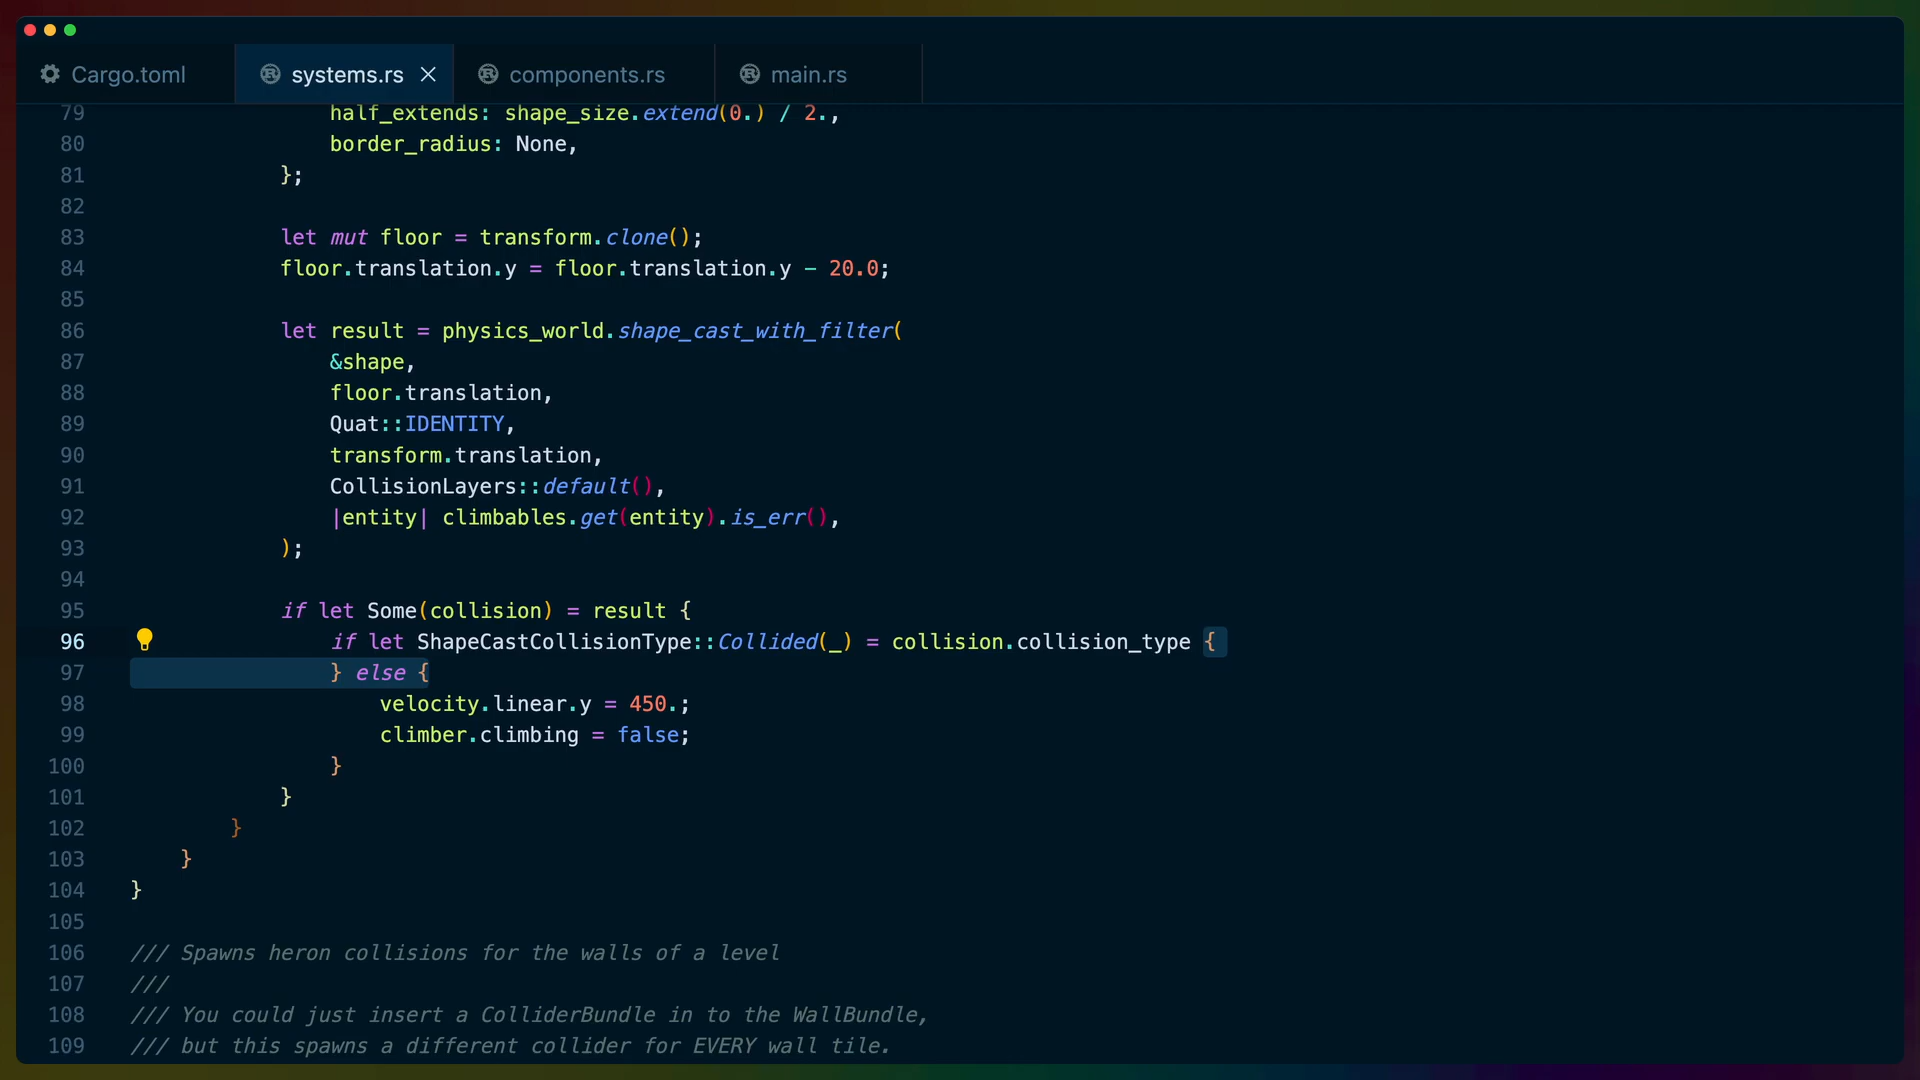 Cargo.toml systems.rs components.rs main.rs
79 half_extends: shape_size.extend(0.) / 2.,
80 border_radius: None,
81 };
82
83 let mut floor = transform.clone();
84 floor.translation.y = floor.translation.y - 20.0;
85
86 let result = physics_world.shape_cast_with_filter(
87 &shape,
88 floor.translation,
89 Quat::IDENTITY,
90 transform.translation,
91 CollisionLayers::default(),
92 |entity| climbables.get(entity).is_err(),
93 );
94
95 if let Some(collision) = result {
96 if let ShapeCastCollisionType::Collided(_) = collision.collision_type {
97 } else {
98 velocity.linear.y = 450.;
99 climber.climbing = false;
100 }
101 }
102 }
103 }
104 }
105
106 /// Spawns heron collisions for the walls of a level
107 ///
108 /// You could just insert a ColliderBundle in to the WallBundle,
109 /// but this spawns a different collider for EVERY wall tile.